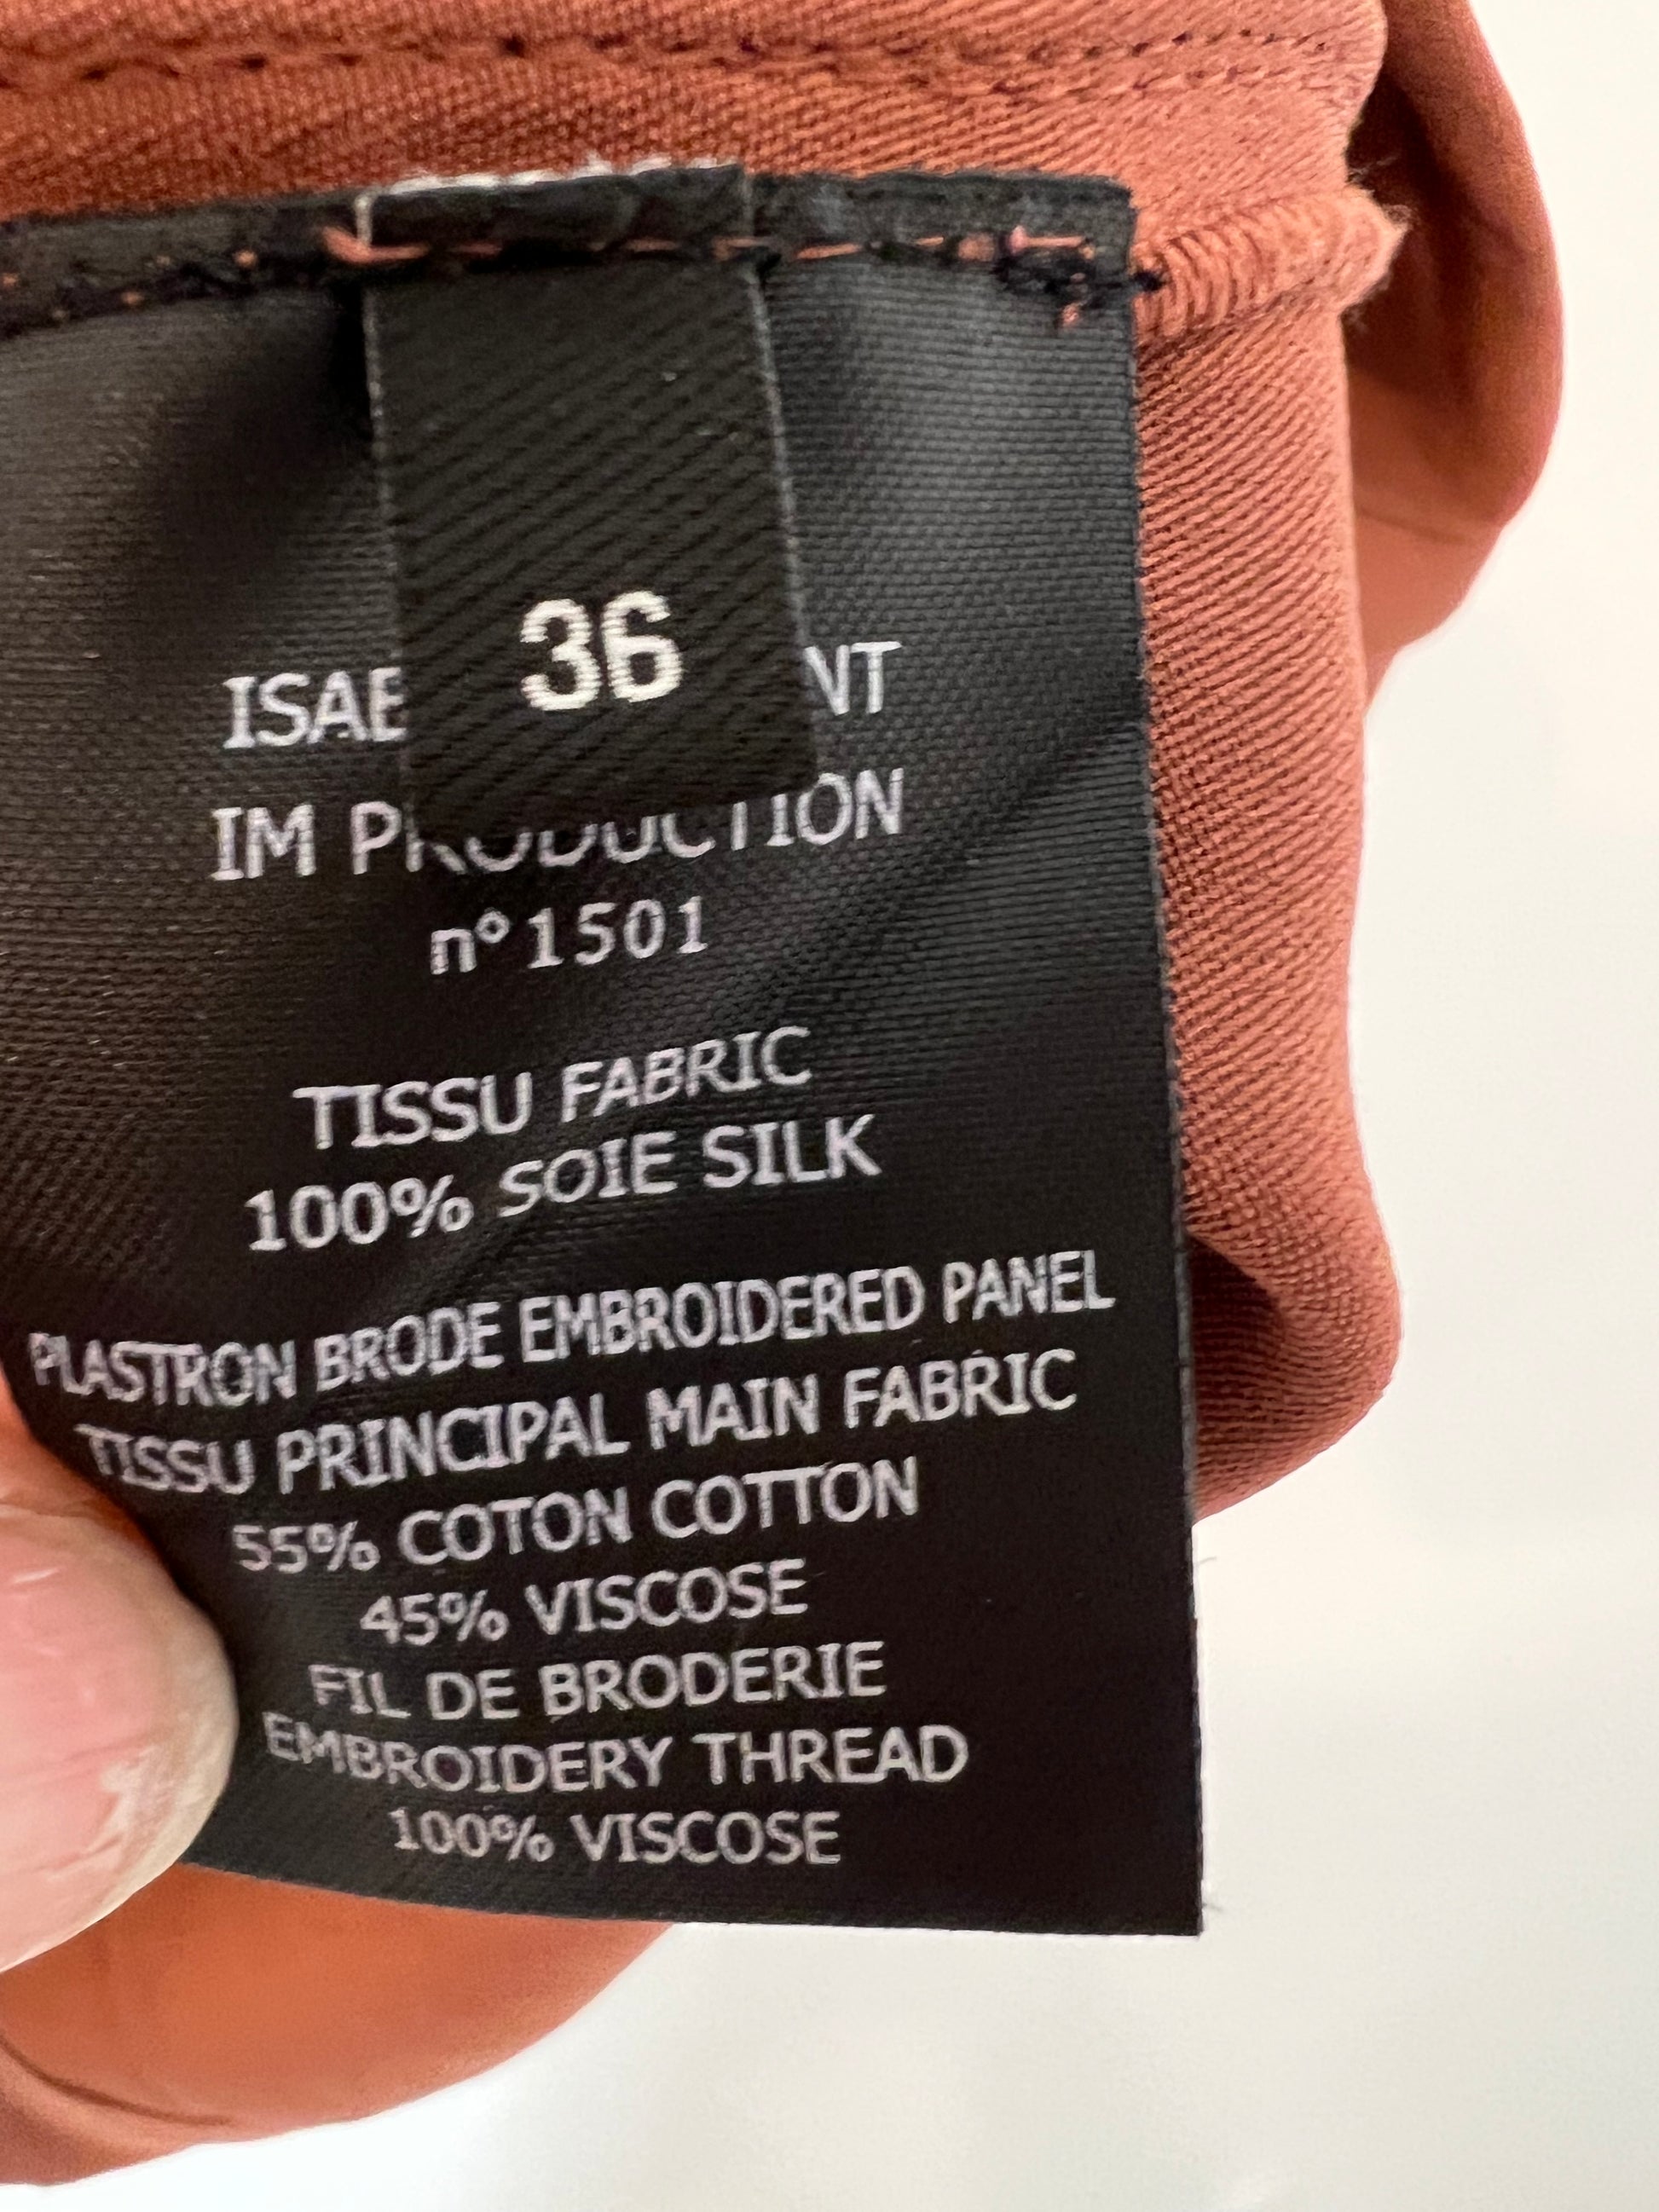 36
ISAB NT
IM PRODUCTION
n°1501
TISSU FABRIC
100% SOIE SILK
PLASTRON BRODE EMBROIDERED PANEL
TISSU PRINCIPAL MAIN FABRIC
55% COTON COTTON
45% VISCOSE
FIL DE BRODERIE
EMBROIDERY THREAD
100% VISCOSE